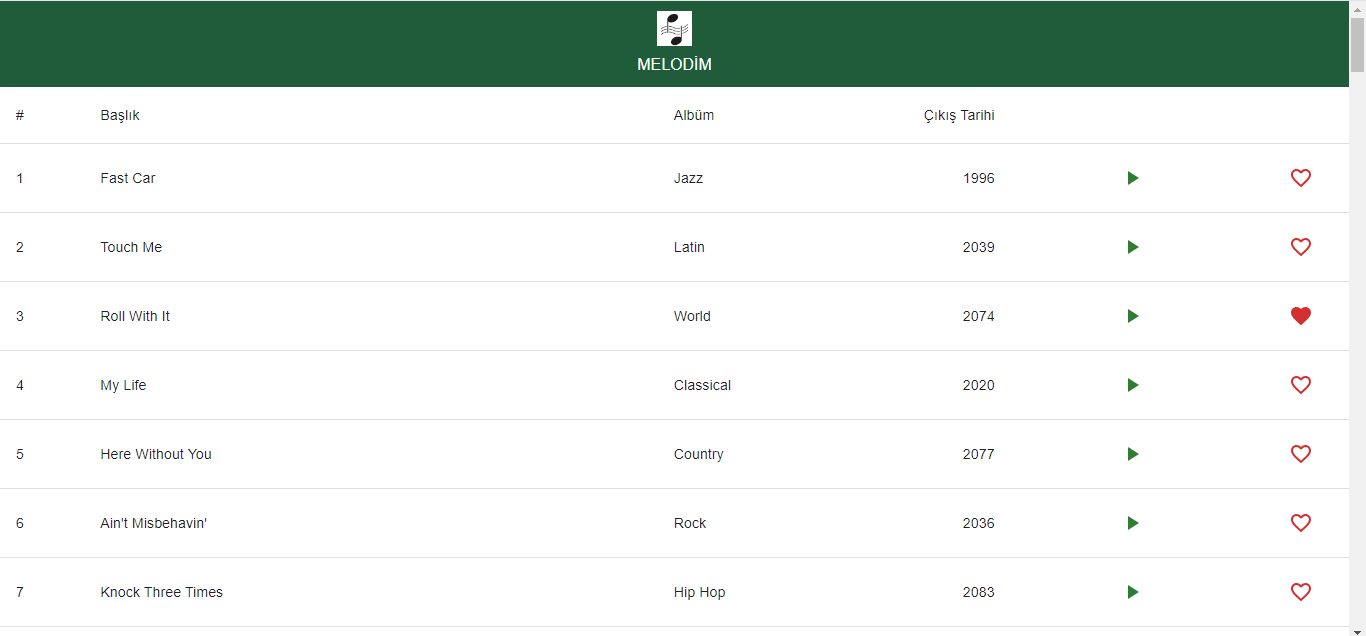 MELODİM
# Başlık Albüm Çıkış Tarihi
1 Fast Car Jazz 1996
2 Touch Me Latin 2039
3 Roll With It World 2074
4 My Life Classical 2020
5 Here Without You Country 2077
6 Ain't Misbehavin' Rock 2036
7 Knock Three Times Hip Hop 2083